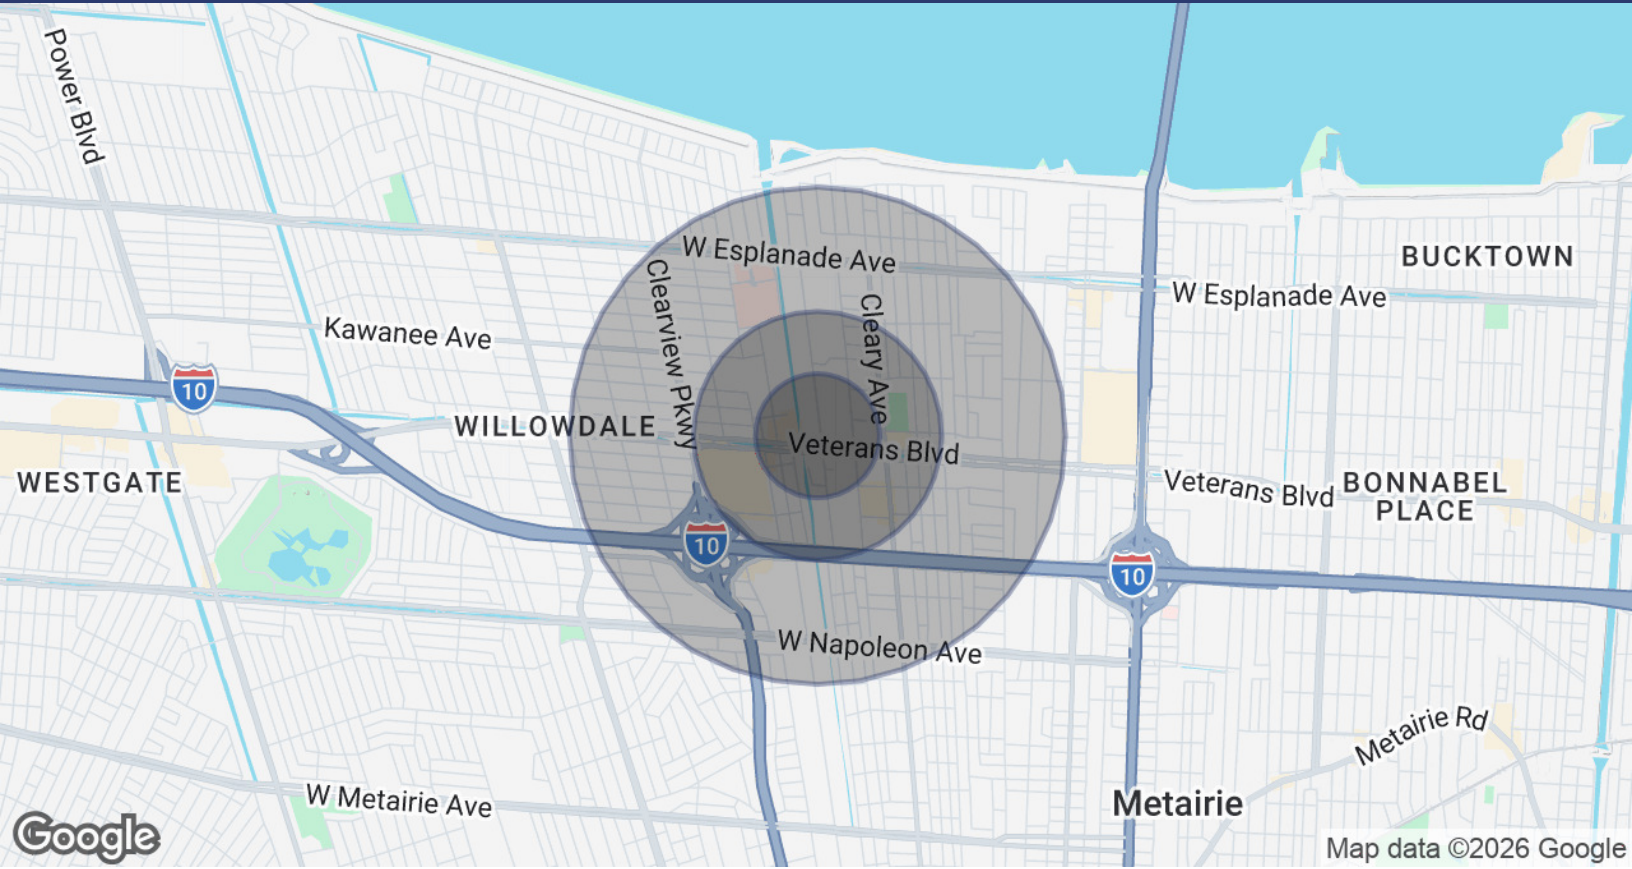 Power Blvd
W Esplanade Ave
BUCKTOWN
W Esplanade Ave
Clearview Pkwy
Cleary Ave
Kawanee Ave
10
WILLOWDALE
Veterans Blvd
WESTGATE
Veterans Blvd
BONNABEL
PLACE
10
10
W Napoleon Ave
Metairie Rd
W Metairie Ave
Metairie
Google
Map data ©2026 Google